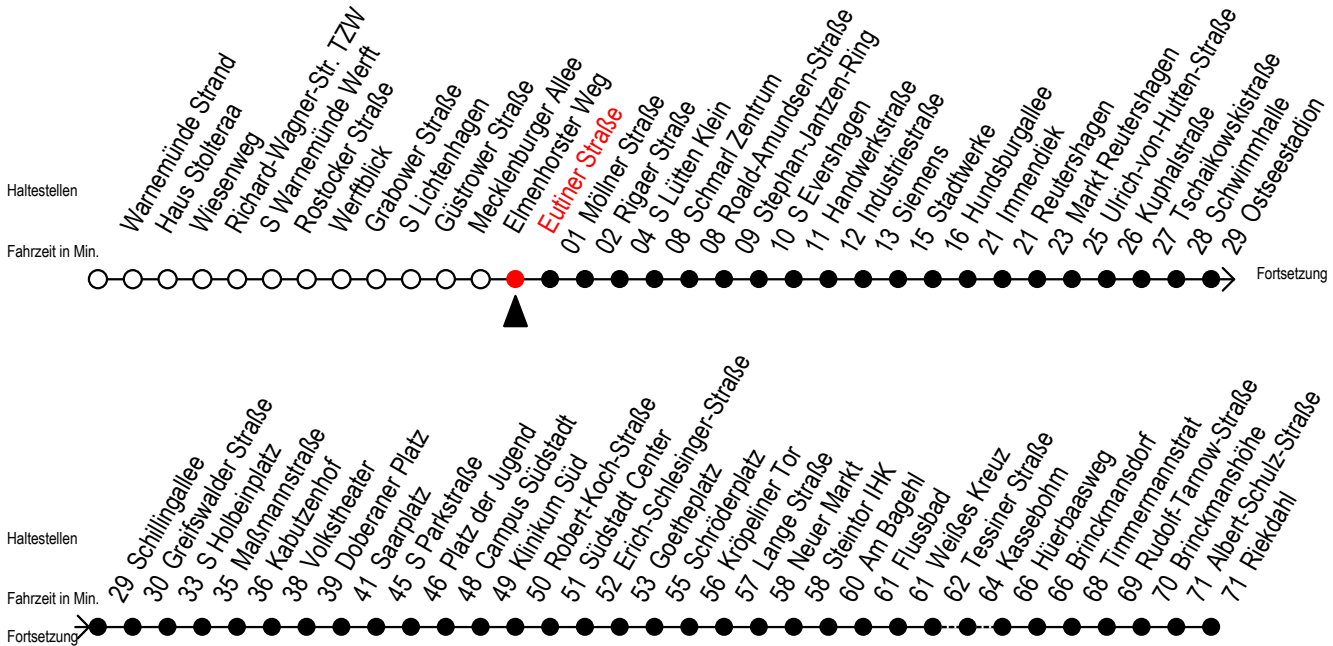 Haltestellen
Warnemünde Strand
Haus Stolteraa
Wiesenweg
Richard-Wagner-Str. TZW
S Warnemünde Werft
Rostocker Straße
Werftblick
Grabower Straße
S Lichtenhagen
Güstrower Straße
Mecklenburger Allee
Elmenhorster Weg
Eutiner Straße
01 Möllner Straße
02 Rigaer Straße
04 S Lütten Klein
08 Schmarl Zentrum
08 Roald-Amundsen-Straße
09 Stephan-Jantzen-Ring
10 S Evershagen
11 Handwerkstraße
12 Industriestraße
13 Siemens
15 Stadtwerke
16 Hundsburgallee
21 Immendiek
21 Reutershagen
23 Markt Reutershagen
25 Ulrich-von-Hutten-Straße
26 Kuphalstraße
27 Tschaikowskistraße
28 Schwimmhalle
29 Ostseestadion
Fahrzeit in Min.
Fortsetzung
Haltestellen
29 Schillingallee
30 Greifswalder Straße
33 S Holbeinplatz
35 Maßmannstraße
36 Kabutzenhof
38 Volkstheater
39 Doberaner Platz
41 Saarplatz
45 S Parkstraße
46 Platz der Jugend
48 Campus Südstadt
49 Klinikum Süd
50 Robert-Koch-Straße
51 Südstadt Center
52 Erich-Schlesinger-Straße
53 Goetheplatz
55 Schröderplatz
56 Kröpeliner Tor
57 Lange Straße
58 Neuer Markt
58 Steintor IHK
60 Am Bagehl
61 Flussbad
61 Weißes Kreuz
62 Tessiner Straße
64 Kassebohm
66 Hüerbaasweg
66 Brinckmansdorf
68 Timmermannstrat
69 Rudolf-Tarnow-Straße
70 Brinckmanshöhe
71 Albert-Schulz-Straße
71 Riekdahl
Fahrzeit in Min.
Fortsetzung